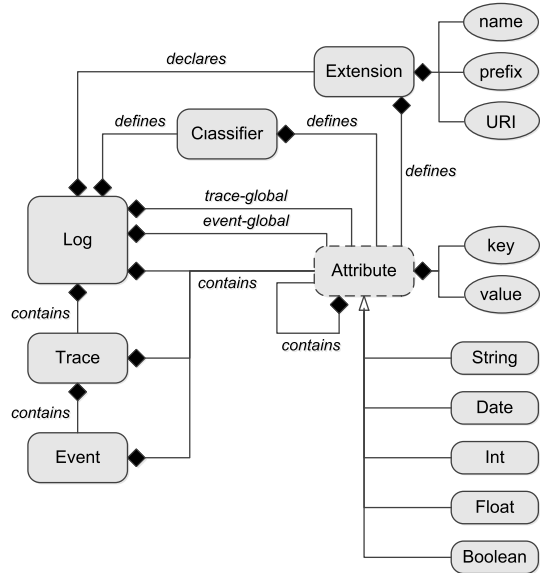 name
declares
Extension
prefix
defines
Classifier
defines
URI
defines
trace-global
event-global
Log
key
Attribute
contains
value
contains
contains
Trace
String
Date
contains
Event
Int
Float
Boolean